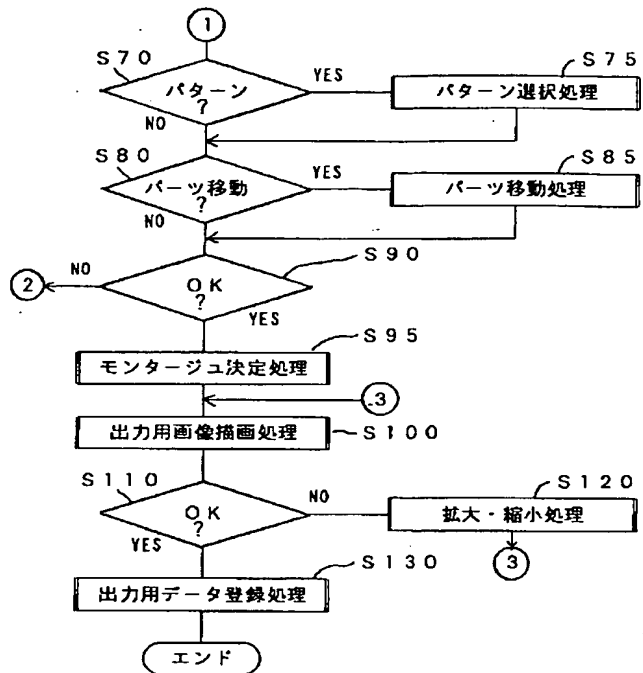 1
S70
パターン
?
YES
NO
S75
パターン選択処理
S80
パーツ移動
?
YES
NO
S85
パーツ移動処理
S90
OK
?
NO
YES
2
S95
モンタージュ決定処理
3
出力用画像描画処理
S100
S110
OK
?
NO
YES
S120
拡大・縮小処理
3
S130
出力用データ登録処理
エンド